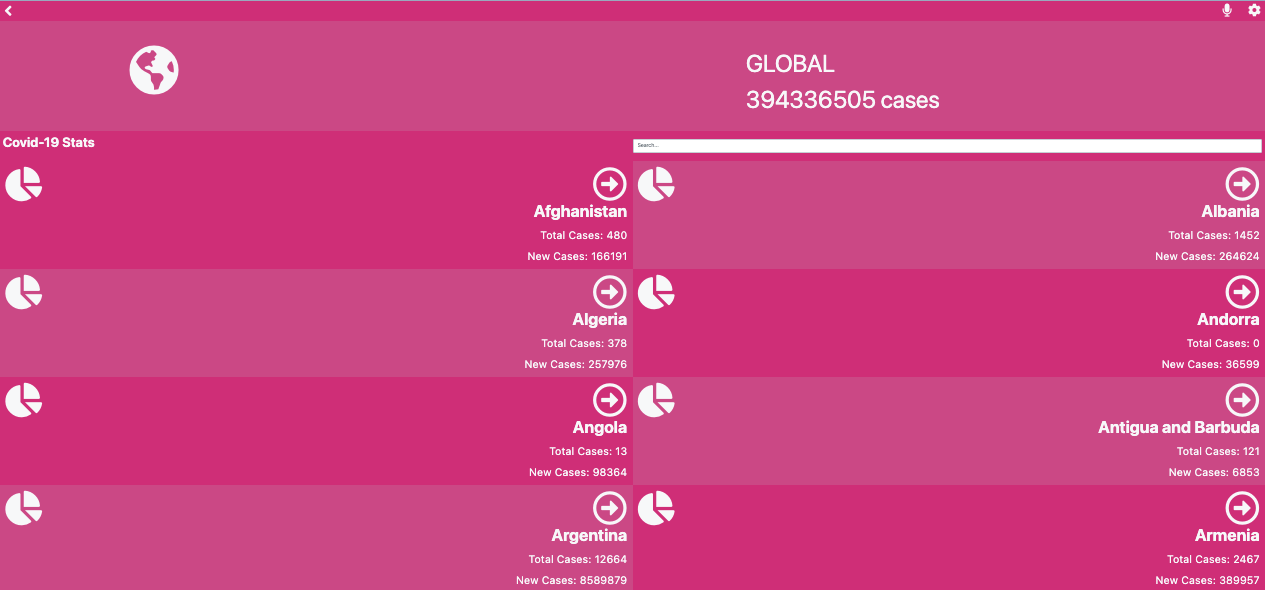 GLOBAL
394336505 cases
Covid-19 Stats
Search...
Afghanistan
Total Cases: 480
New Cases: 166191
Albania
Total Cases: 1452
New Cases: 264624
Algeria
Total Cases: 378
New Cases: 257976
Andorra
Total Cases: 0
New Cases: 36599
Angola
Total Cases: 13
New Cases: 98364
Antigua and Barbuda
Total Cases: 121
New Cases: 6853
Argentina
Total Cases: 12664
New Cases: 8589879
Armenia
Total Cases: 2467
New Cases: 389957